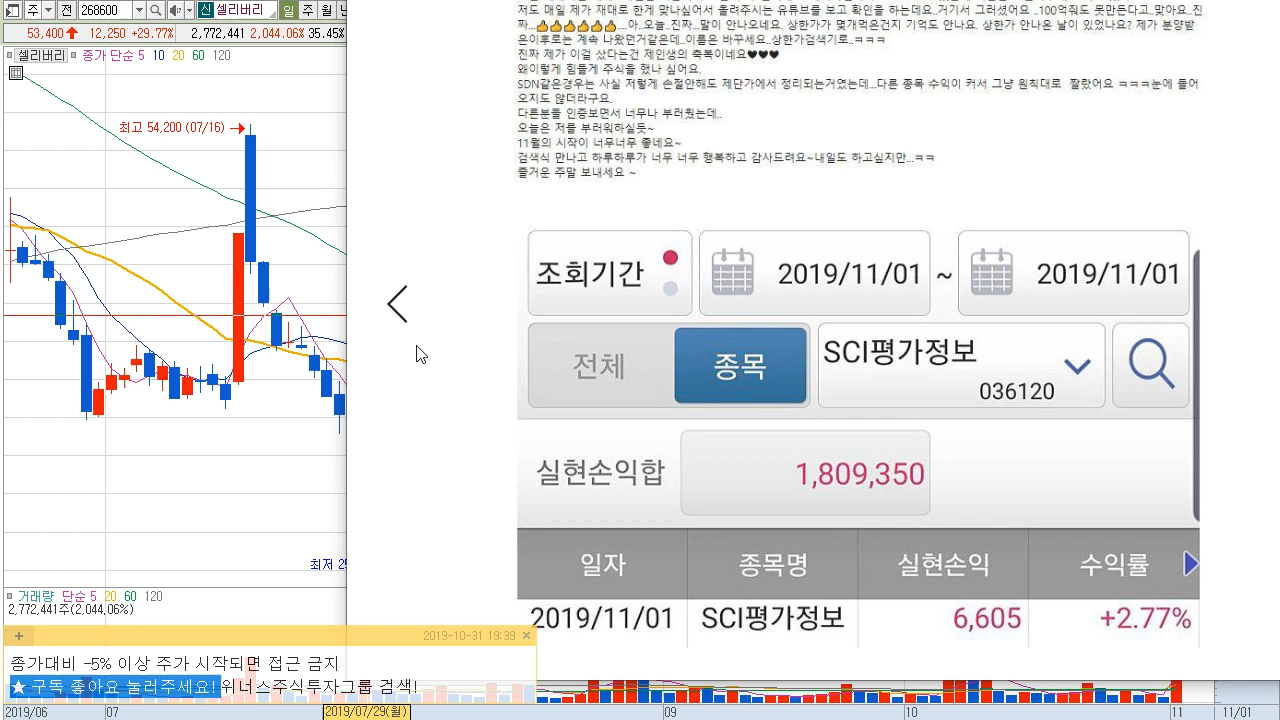 주 전 268600 신 셀리버리 일 주 월
53,400 12,250 +29.77% 2,772,441 2,044.06% 35.45%
셀리버리 종가 단순 5 10 20 60 120
최고 54,200 (07/16)
최저 25
거래량 단순 5 20 60 120
2,772,441주(2,044.06%)
저도 매일 제가 제대로 한게 맞나싶어서 올려주시는 유튜브를 보고 확인을 하는데요..거기서 그러셨어요..100억줘도 못만든다고.맞아요..진
짜...👍👍👍👍👍👍....아..오늘..진짜...말이 안나오네요. 상한가가 몇개먹은건지 기억도 안나요. 상한가 안나온 날이 있었나요? 제가 분양받
은이후로는 계속 나왔던거같은데..이름은 바꾸세요..상한가검색기로..ㅋㅋㅋ
진짜 제가 이걸 샀다는건 제인생의 축복이네요♥♥♥
왜이렇게 힘들게 주식을 했나 싶어요.
SDN같은경우는 사실 저렇게 손절안해도 제단가에서 정리되는거였는데...다른 종목 수익이 커서 그냥 원칙대로 짤랐어요 ㅋㅋㅋ눈에 들어
오지도 않더라구요.
다른분들 인증보면서 너무나 부러웠는데..
오늘은 저를 부러워하실듯~
11월의 시작이 너무너무 좋네요~
검색식 만나고 하루하루가 너무 너무 행복하고 감사드려요~내일도 하고싶지만...ㅋㅋ
즐거운 주말 보내세요 ~
조회기간 2019/11/01 ~ 2019/11/01
전체 종목 SCI평가정보
036120
실현손익합 1,809,350
일자 종목명 실현손익 수익률
2019/11/01 SCI평가정보 6,605 +2.77%
+ 2019-10-31 19:39 ×
종가대비 -5% 이상 주가 시작되면 접근 금지
★ 구독 좋아요 눌러주세요! 위너스주식투자그룹 검색!
2019/06 07 2019/07/29(월) 09 10 11 11/01